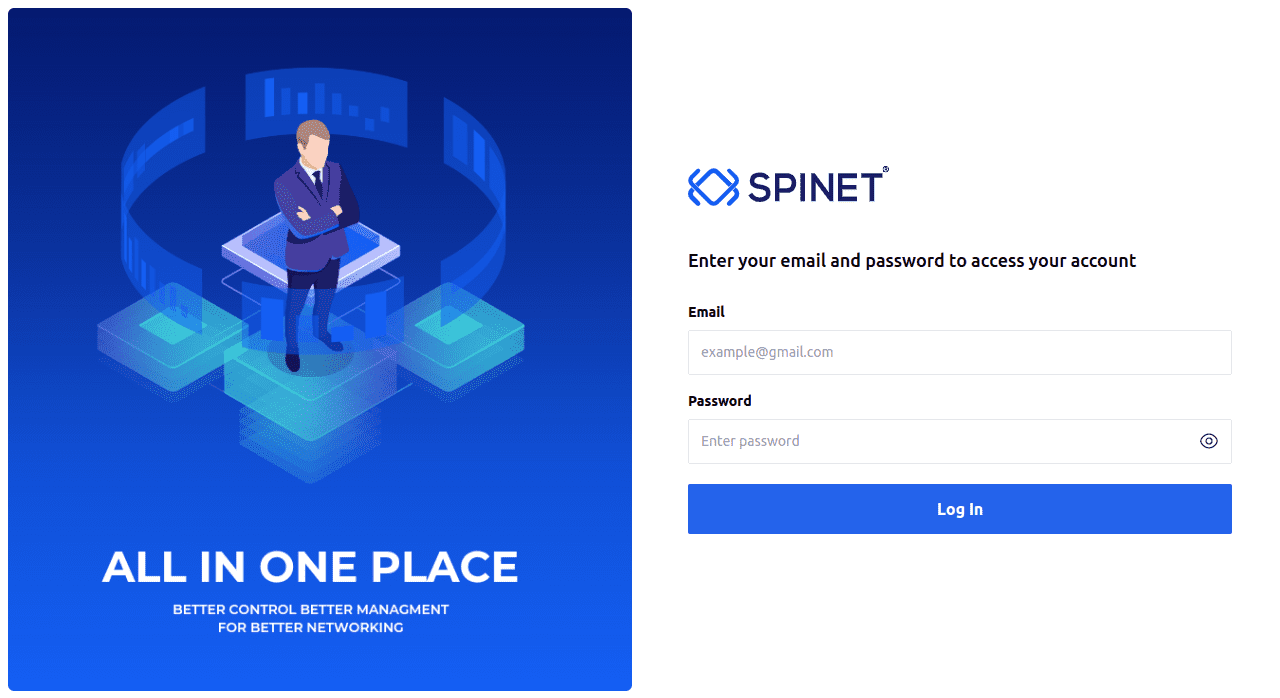 ALL IN ONE PLACE
BETTER CONTROL BETTER MANAGMENT
FOR BETTER NETWORKING
SPINET®
Enter your email and password to access your account
Email
example@gmail.com
Password
Enter password
Log In